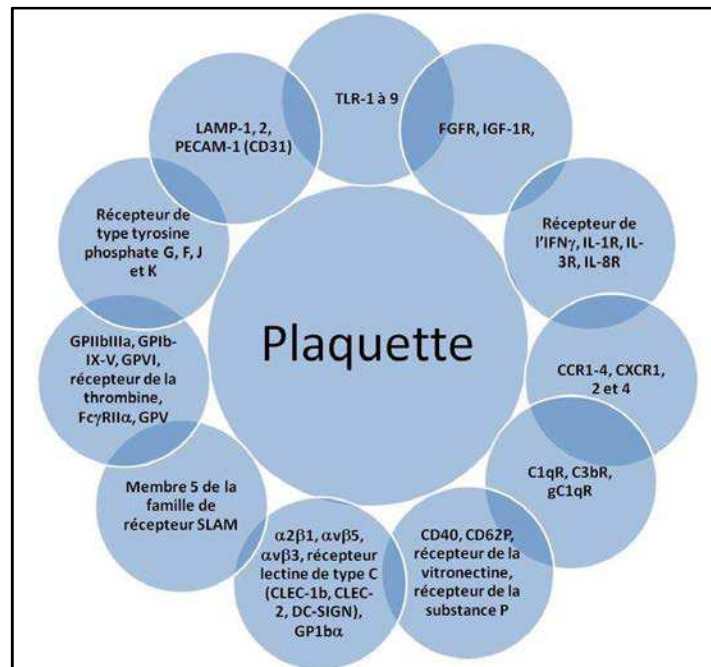 TLR-1 à 9
FGFR, IGF-1R,
Récepteur de
l'IFNγ, IL-1R, IL-
3R, IL-8R
CCR1-4, CXCR1,
2 et 4
C1qR, C3bR,
gC1qR
CD40, CD62P,
récepteur de la
vitronectine,
récepteur de la
substance P
α2β1, αvβ5,
αvβ3, récepteur
lectine de type C
(CLEC-1b, CLEC-
2, DC-SIGN),
GP1bα
Membre 5 de la
famille de
récepteur SLAM
GPIIbIIIa, GPIb-
IX-V, GPVI,
récepteur de la
thrombine,
FcγRIIα, GPV
Récepteur de
type tyrosine
phosphate G, F, J
et K
LAMP-1, 2,
PECAM-1 (CD31)
Plaquette